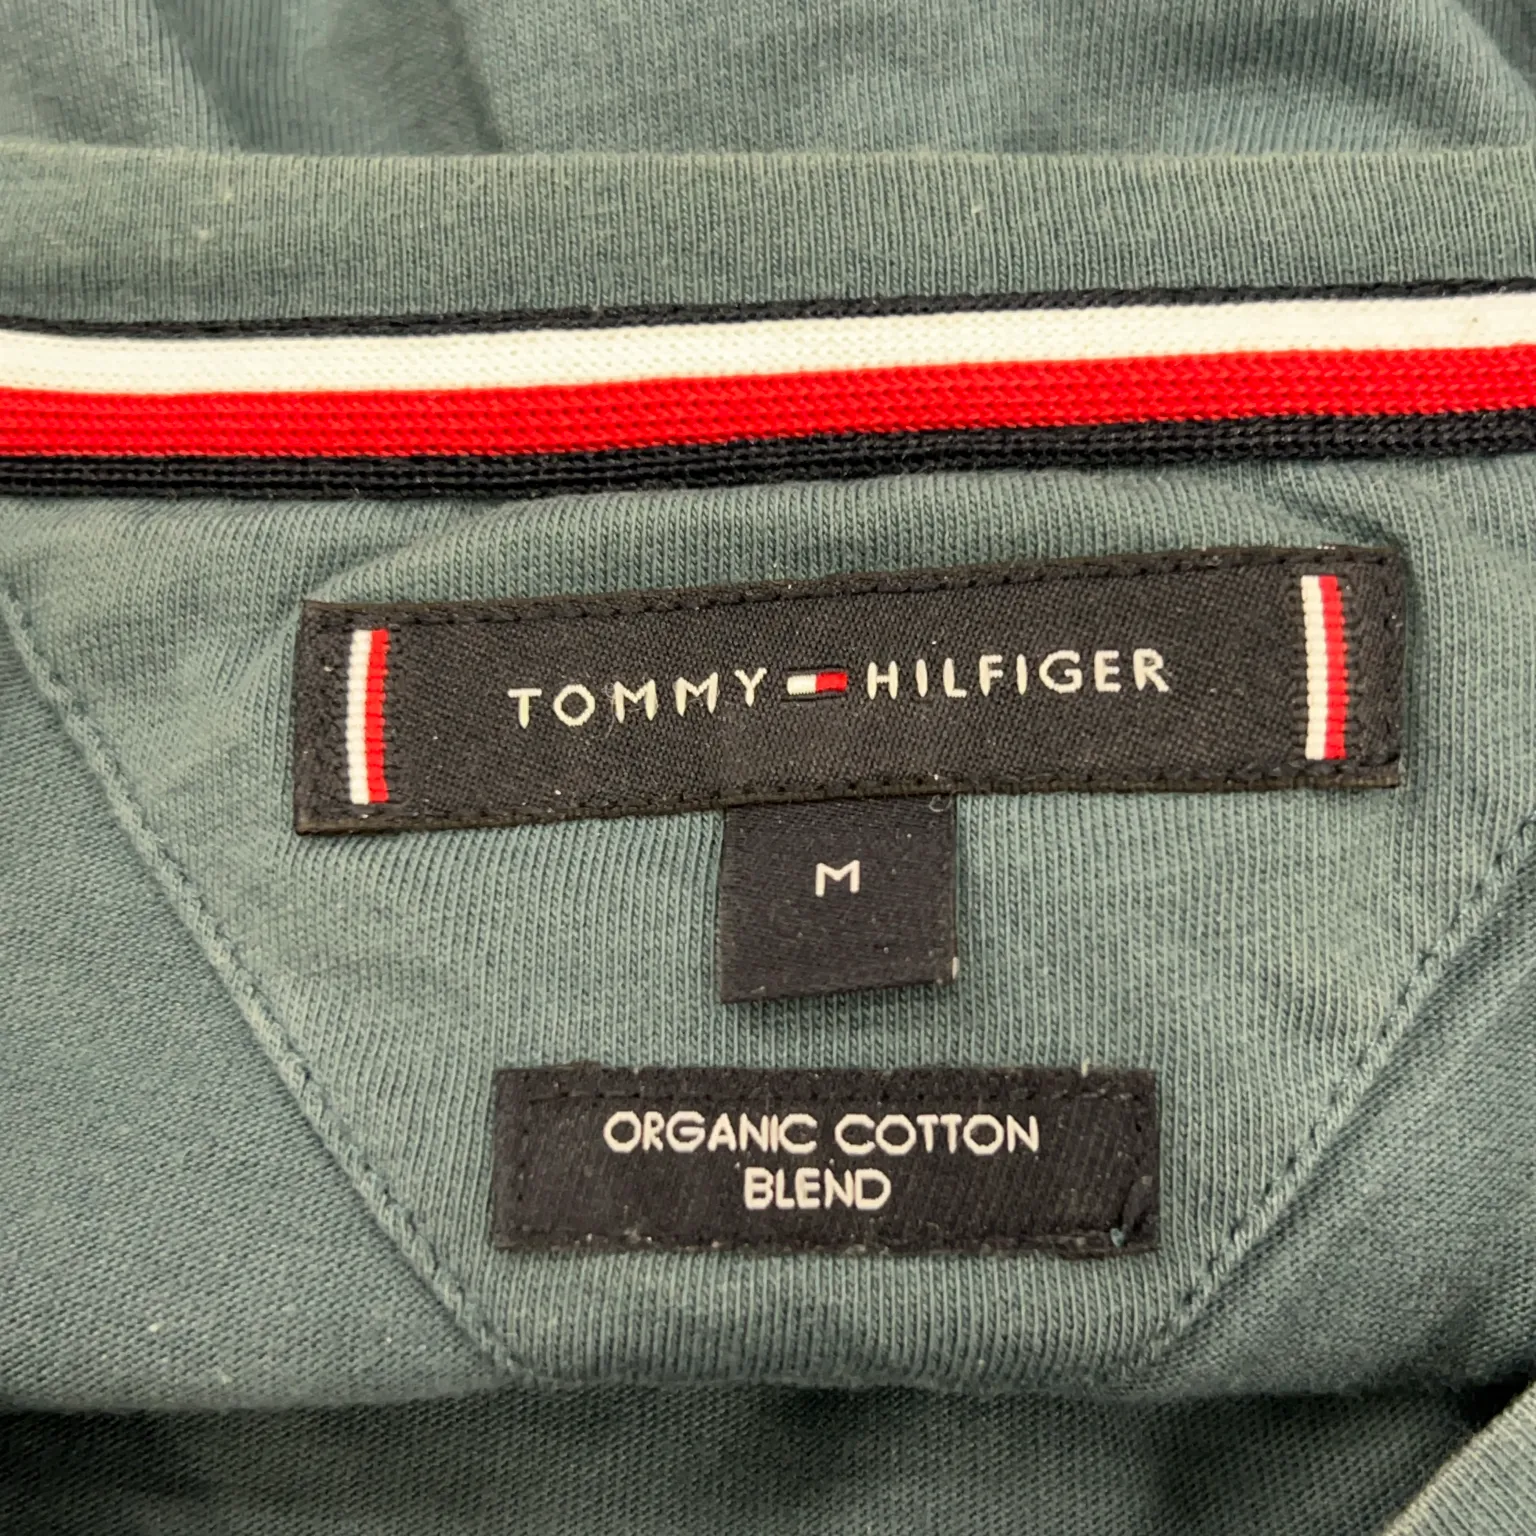 TOMMY HILFIGER
M
ORGANIC COTTON
BLEND